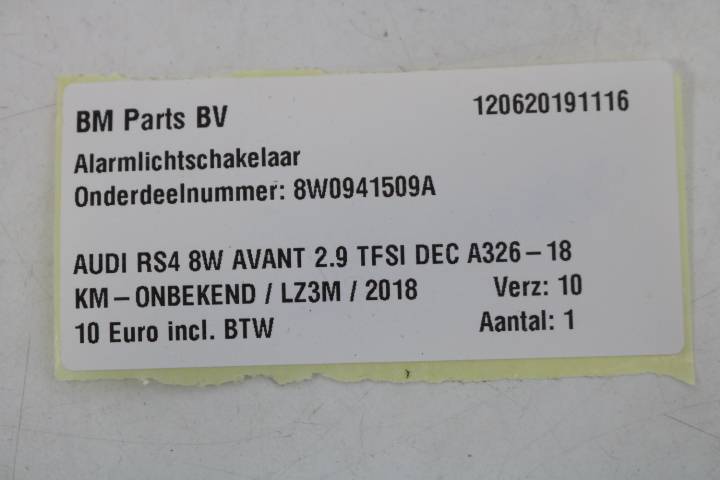 BM Parts BV 120620191116
Alarmlichtschakelaar
Onderdeelnummer: 8W0941509A
AUDI RS4 8W AVANT 2.9 TFSI DEC A326-18
KM-ONBEKEND / LZ3M / 2018 Verz: 10
10 Euro incl. BTW Aantal: 1